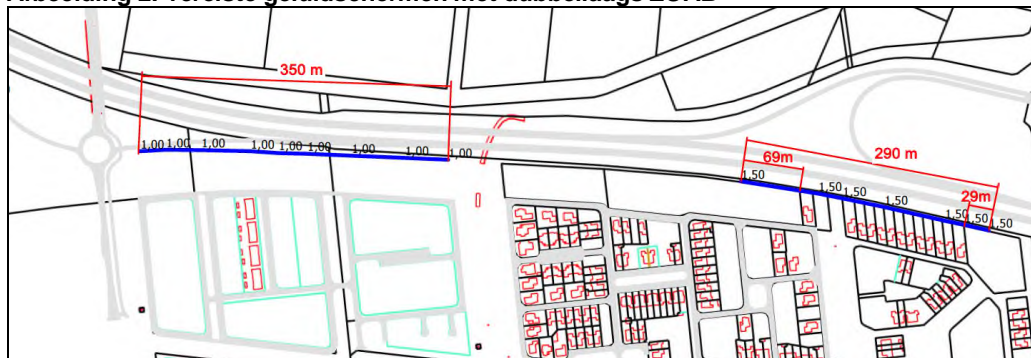 Afbeelding 2: Vereiste geluidschermen met dubbellaags ZOAB
350 m
1,00 1,00 1,00 1,00 1,00 1,00 1,00 1,00 1,00
290 m
69m
29m
1,50 1,50 1,50 1,50 1,50 1,50 1,50